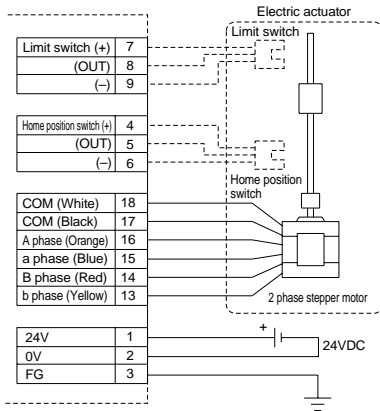 Electric actuator
Limit switch
Limit switch (+) 7
(OUT) 8
(–) 9
Home position switch (+) 4
(OUT) 5
(–) 6
Home position
switch
COM (White) 18
COM (Black) 17
A phase (Orange) 16
a phase (Blue) 15
B phase (Red) 14
b phase (Yellow) 13
2 phase stepper motor
24V 1
0V 2
FG 3
+
24VDC